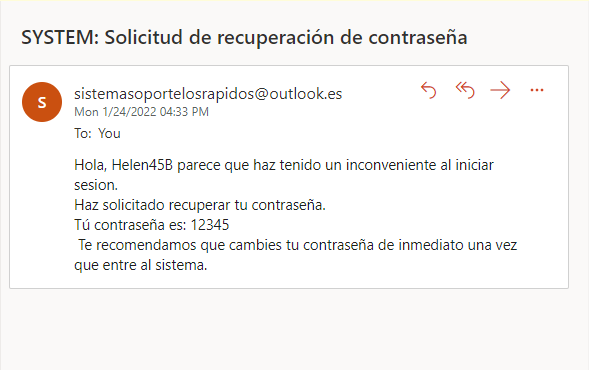 SYSTEM: Solicitud de recuperación de contraseña
S
sistemasoportelosrapidos@outlook.es
Mon 1/24/2022 04:33 PM
To: You
Hola, Helen45B parece que haz tenido un inconveniente al iniciar
sesion.
Haz solicitado recuperar tu contraseña.
Tú contraseña es: 12345
Te recomendamos que cambies tu contraseña de inmediato una vez
que entre al sistema.